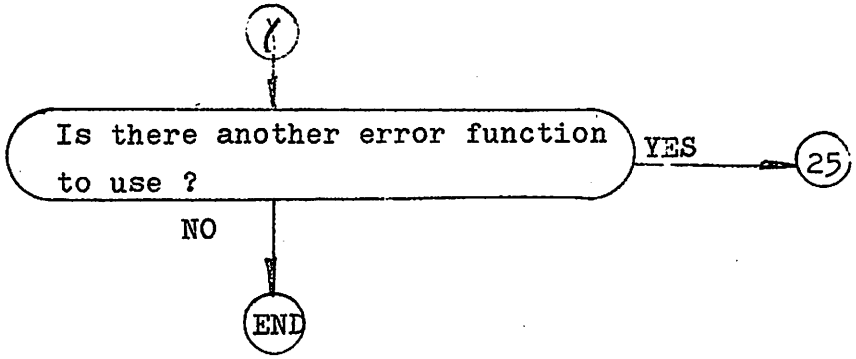 γ
Is there another error function
to use ?
YES
25
NO
END